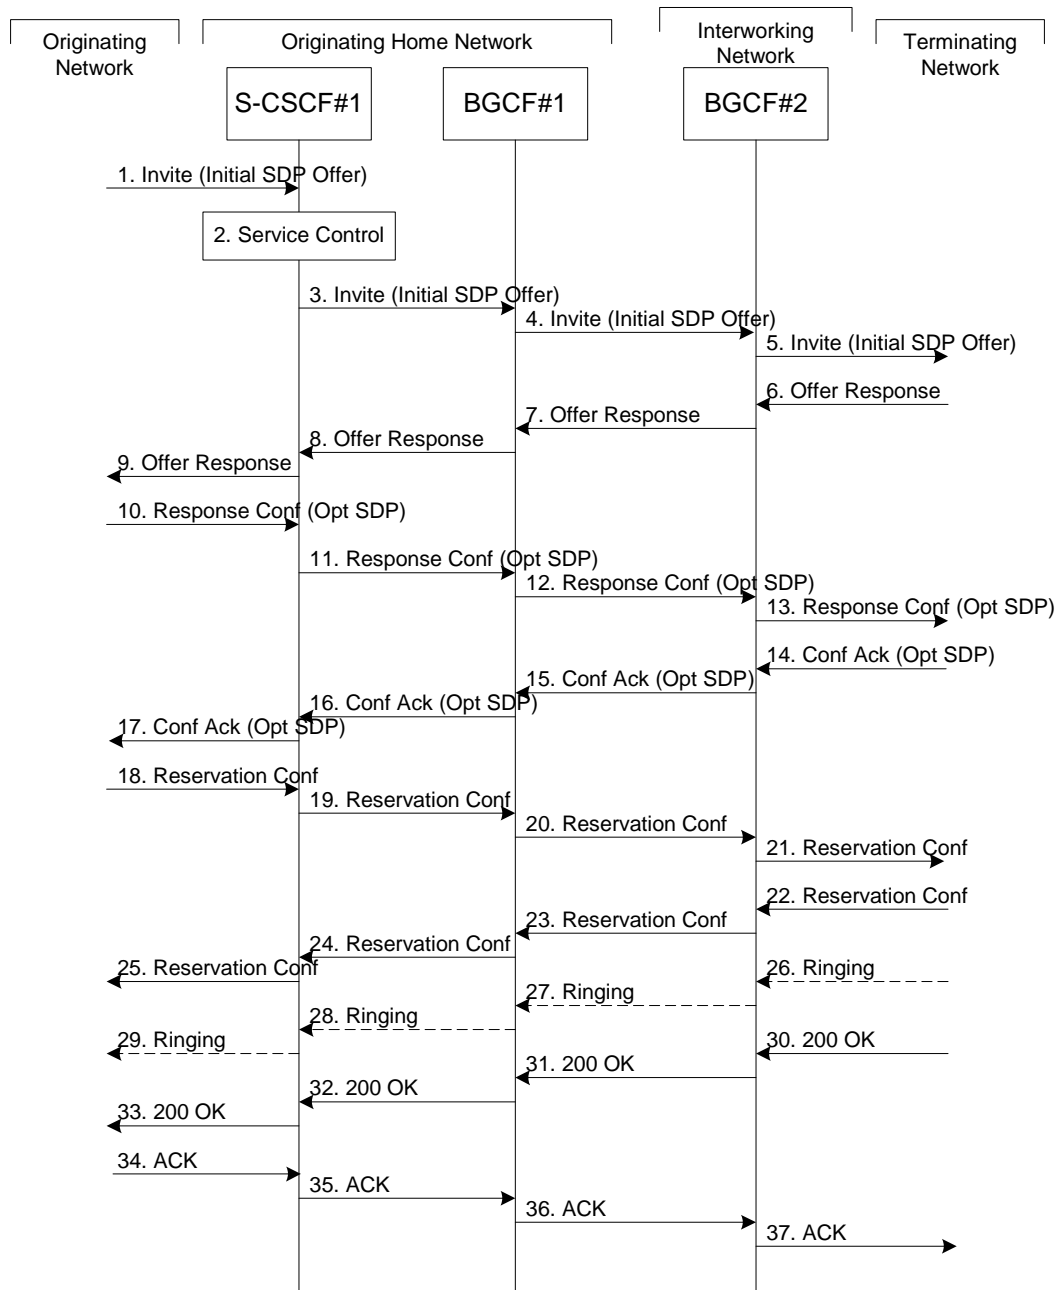 Originating
Network
Originating Home Network
Interworking
Network
Terminating
Network
S-CSCF#1
BGCF#1
BGCF#2
1. Invite (Initial SDP Offer)
2. Service Control
3. Invite (Initial SDP Offer)
4. Invite (Initial SDP Offer)
5. Invite (Initial SDP Offer)
6. Offer Response
7. Offer Response
8. Offer Response
9. Offer Response
10. Response Conf (Opt SDP)
11. Response Conf (Opt SDP)
12. Response Conf (Opt SDP)
13. Response Conf (Opt SDP)
14. Conf Ack (Opt SDP)
15. Conf Ack (Opt SDP)
16. Conf Ack (Opt SDP)
17. Conf Ack (Opt SDP)
18. Reservation Conf
19. Reservation Conf
20. Reservation Conf
21. Reservation Conf
22. Reservation Conf
23. Reservation Conf
24. Reservation Conf
25. Reservation Conf
26. Ringing
27. Ringing
28. Ringing
29. Ringing
30. 200 OK
31. 200 OK
32. 200 OK
33. 200 OK
34. ACK
35. ACK
36. ACK
37. ACK